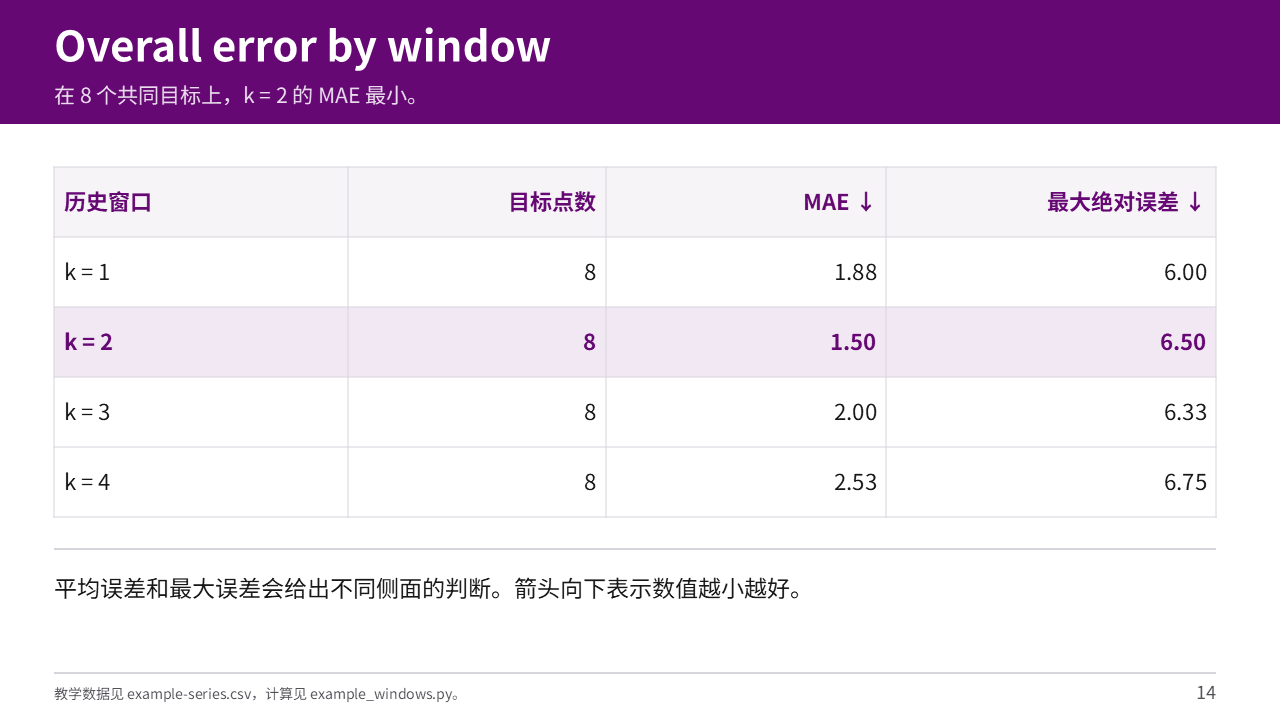 Overall error by window
在 8 个共同目标上，k = 2 的 MAE 最小。
历史窗口 目标点数 MAE ↓ 最大绝对误差 ↓
k = 1 8 1.88 6.00
k = 2 8 1.50 6.50
k = 3 8 2.00 6.33
k = 4 8 2.53 6.75
平均误差和最大误差会给出不同侧面的判断。箭头向下表示数值越小越好。
教学数据见 example-series.csv，计算见 example_windows.py。 14